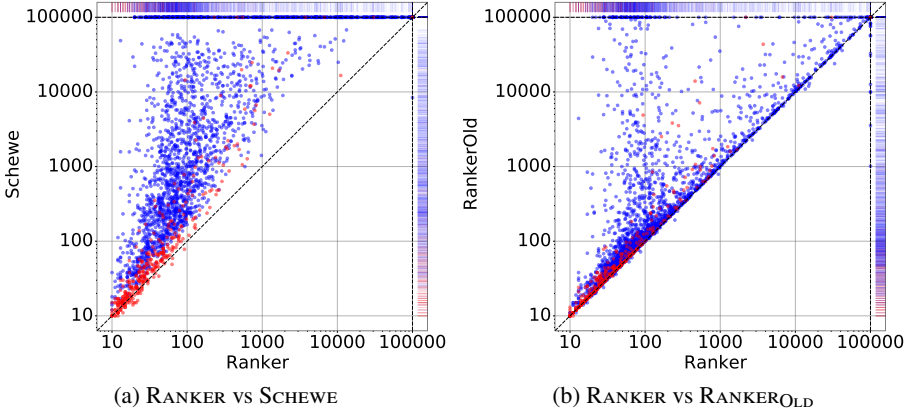 100000
10000
1000
100
10
Schewe
10 100 1000 10000 100000
Ranker
(a) RANKER VS SCHEWE
100000
10000
1000
100
10
RankerOld
10 100 1000 10000 100000
Ranker
(b) RANKER VS RANKEROLD